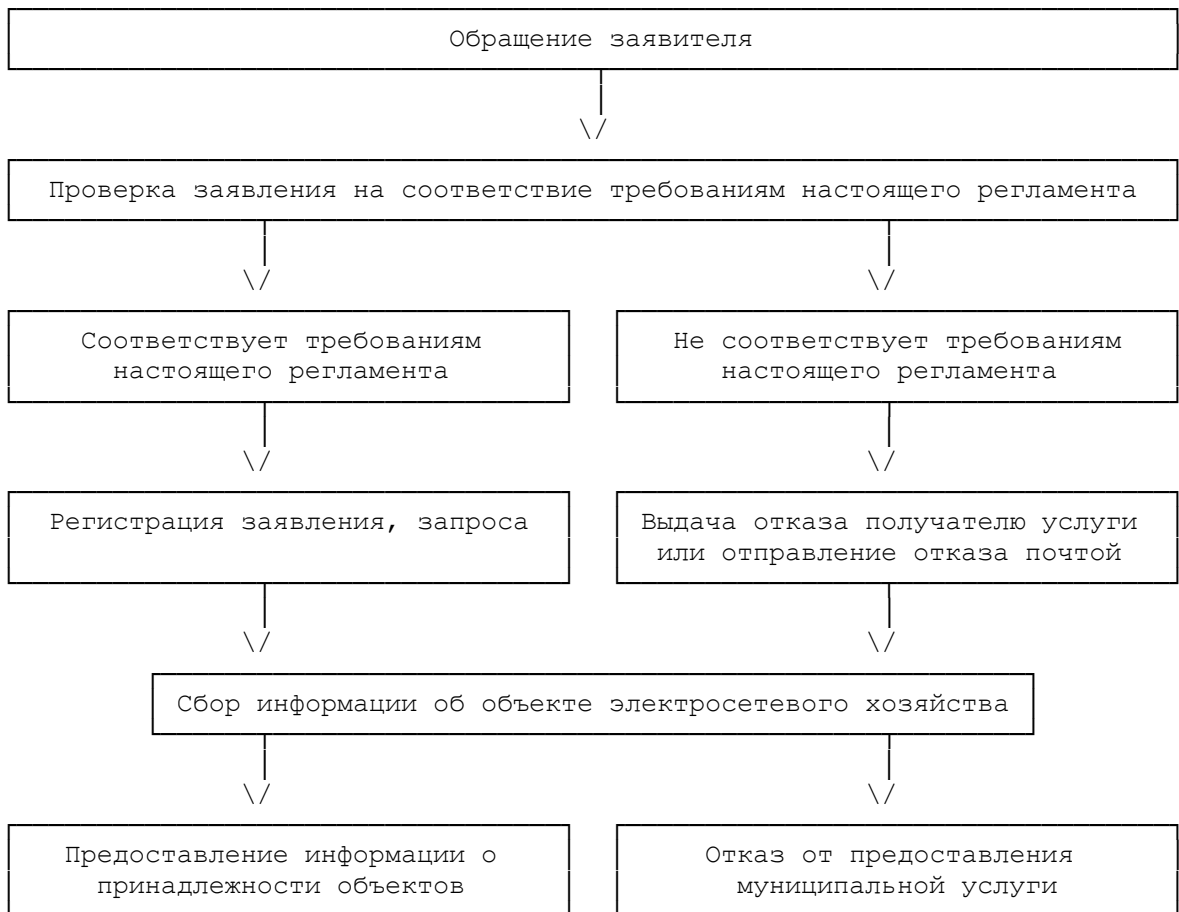 Обращение заявителя
Проверка заявления на соответствие требованиям настоящего регламента
Соответствует требованиям
настоящего регламента
Не соответствует требованиям
настоящего регламента
Регистрация заявления, запроса
Выдача отказа получателю услуги
или отправление отказа почтой
Сбор информации об объекте электросетевого хозяйства
Предоставление информации о
принадлежности объектов
Отказ от предоставления
муниципальной услуги